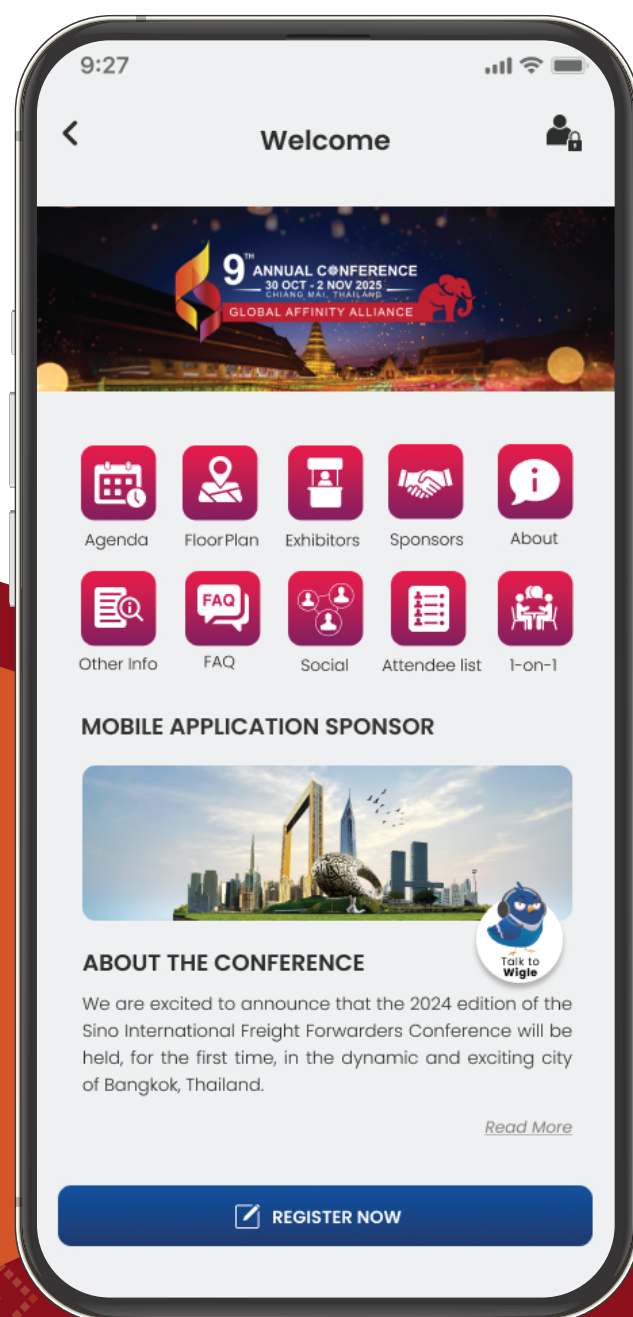 9:27
Welcome
9TH ANNUAL CONFERENCE
30 OCT - 2 NOV 2025
CHIANG MAI, THAILAND
GLOBAL AFFINITY ALLIANCE
Agenda FloorPlan Exhibitors Sponsors About
FAQ
Other Info FAQ Social Attendee list 1-on-1
MOBILE APPLICATION SPONSOR
Talk to
Wigle
ABOUT THE CONFERENCE
We are excited to announce that the 2024 edition of the
Sino International Freight Forwarders Conference will be
held, for the first time, in the dynamic and exciting city
of Bangkok, Thailand.
Read More
REGISTER NOW